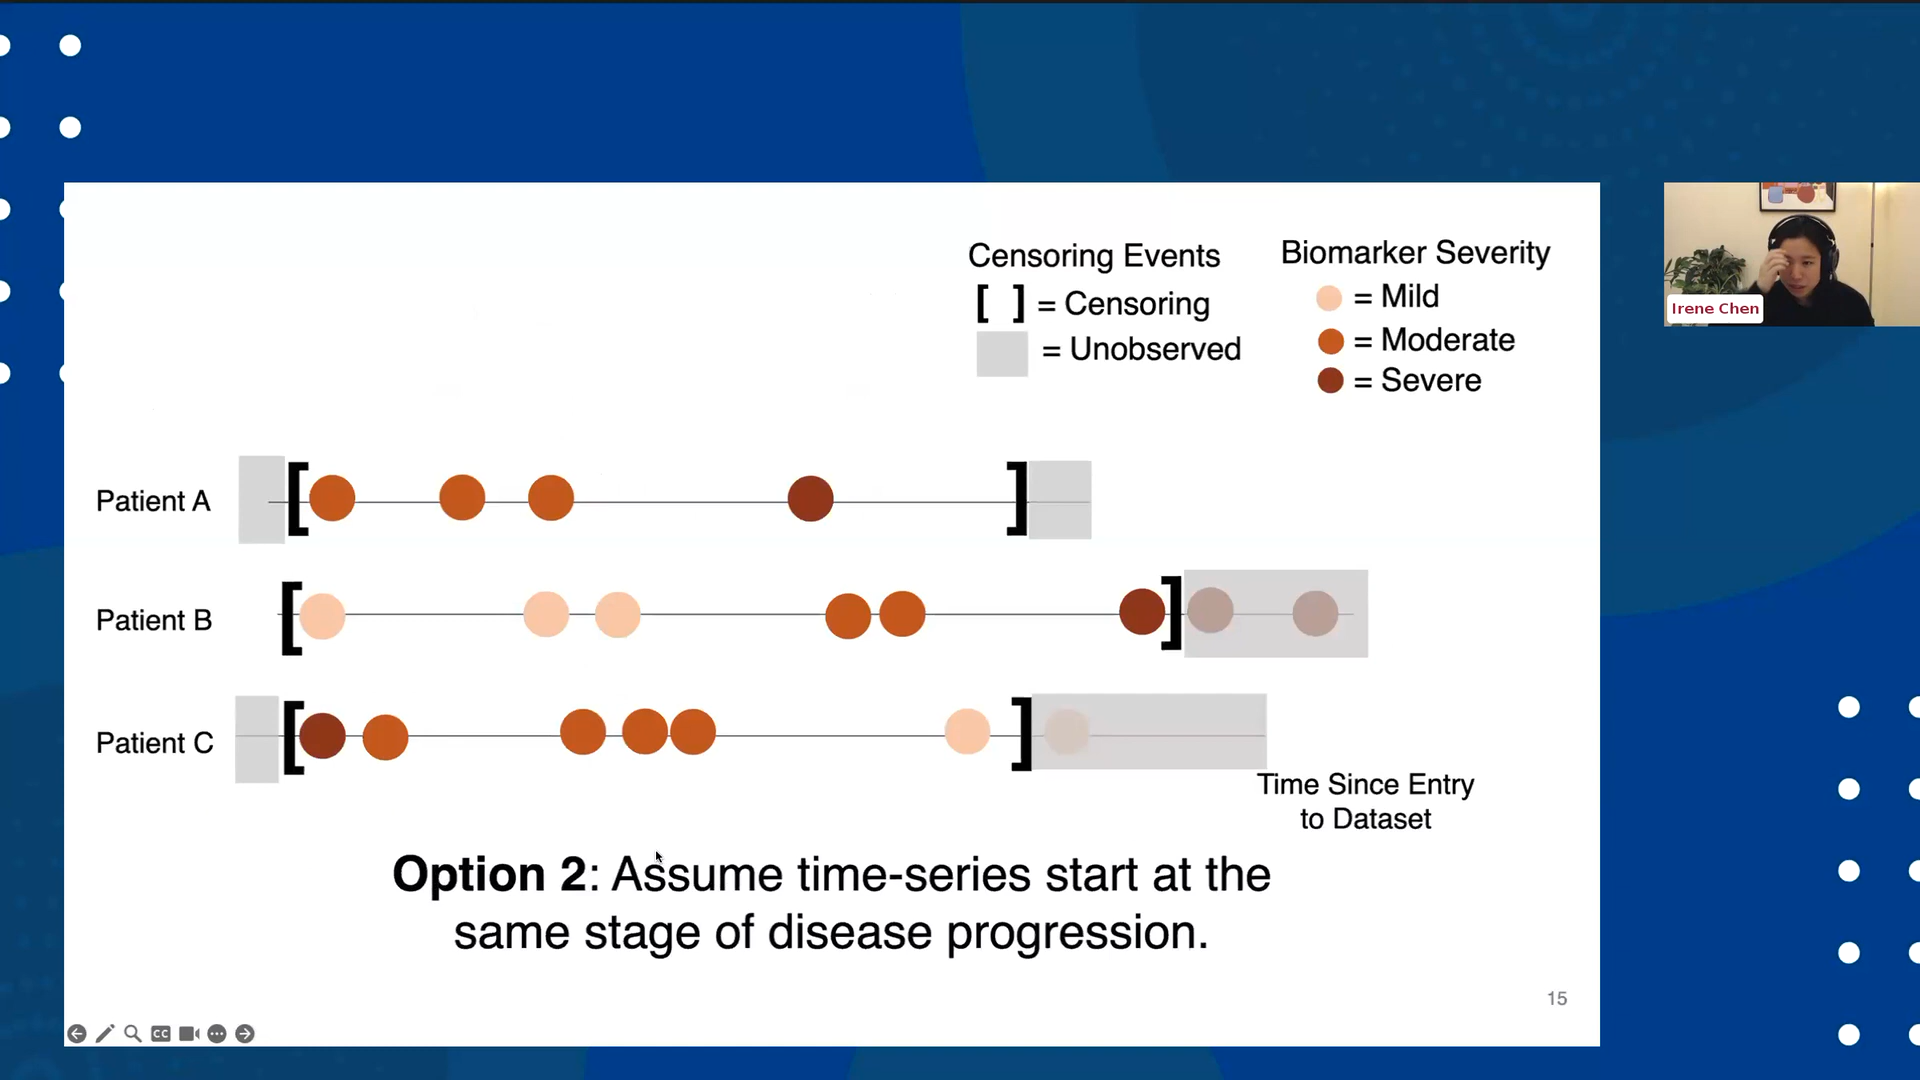 Censoring Events
[ ] = Censoring
= Unobserved
Biomarker Severity
= Mild
= Moderate
= Severe
Irene Chen
Patient A
[ ]
Patient B
[ ]
Patient C
[ ]
Time Since Entry
to Dataset
Option 2: Assume time-series start at the
same stage of disease progression.
15
CC